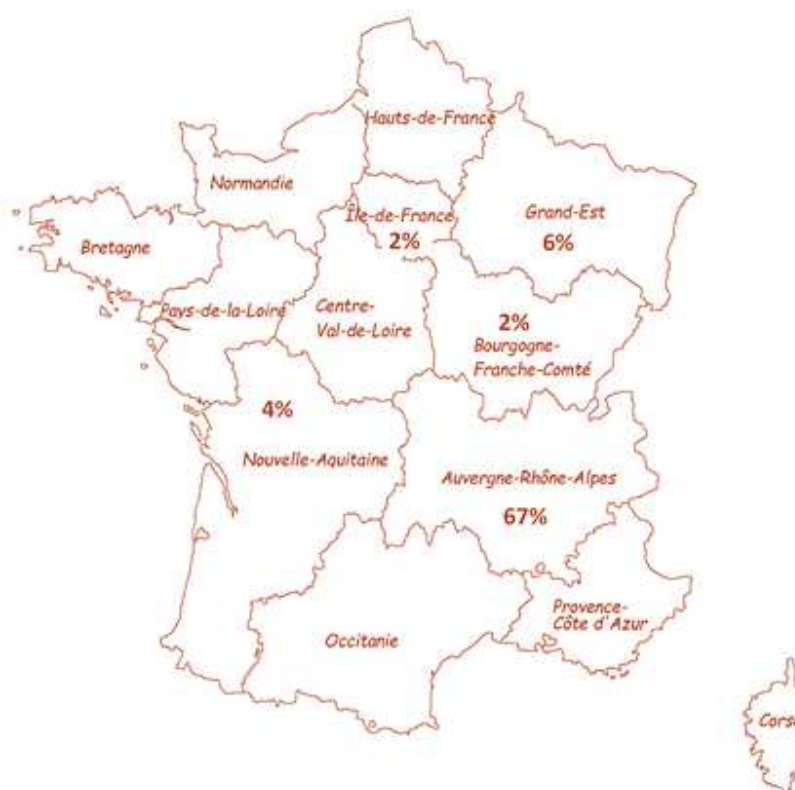 Hauts-de-France
Normandie
Île-de-France
2%
Grand-Est
6%
Bretagne
Pays-de-la-Loire
Centre-
Val-de-Loire
2%
Bourgogne-
Franche-Comté
4%
Nouvelle-Aquitaine
Auvergne-Rhône-Alpes
67%
Provence-
Côte d'Azur
Occitanie